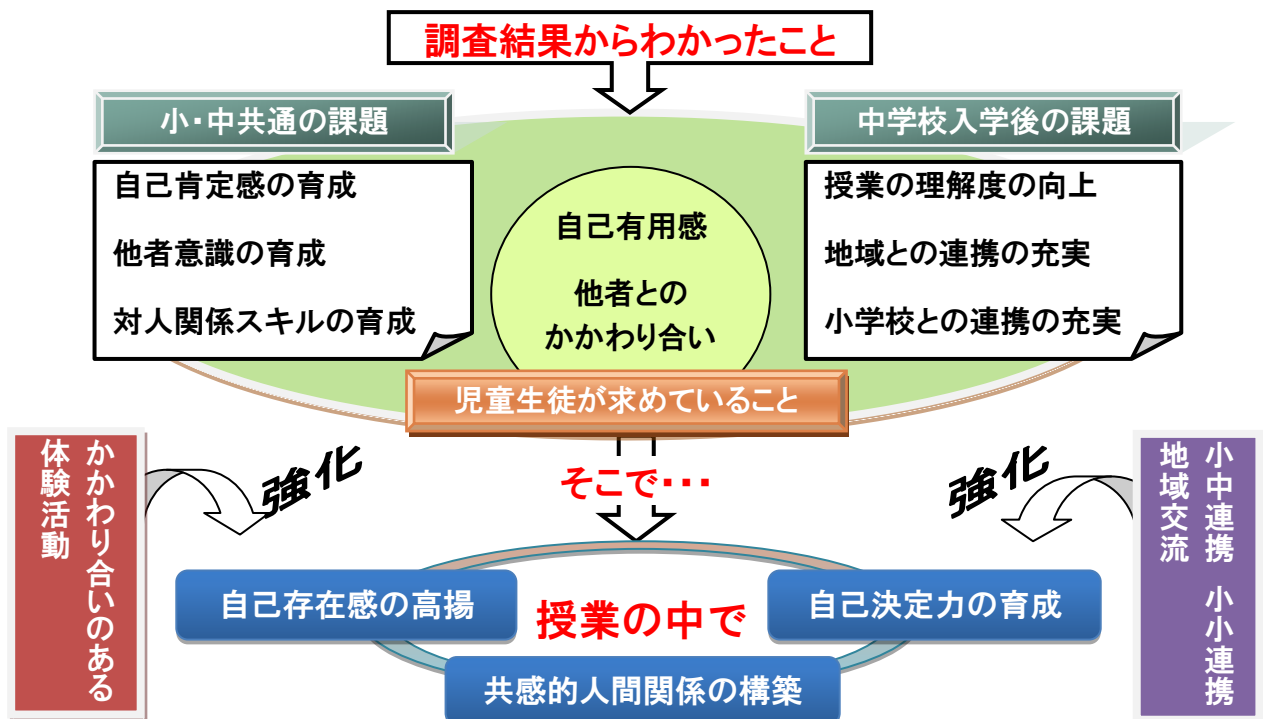 調査結果からわかったこと
小・中共通の課題
自己肯定感の育成
他者意識の育成
対人関係スキルの育成
自己有用感
他者との
かかわり合い
中学校入学後の課題
授業の理解度の向上
地域との連携の充実
小学校との連携の充実
児童生徒が求めていること
そこで・・・
かかわり合いのある
体験活動
強化
強化
小中連携 小小連携
地域交流
自己存在感の高揚
授業の中で
自己決定力の育成
共感的人間関係の構築